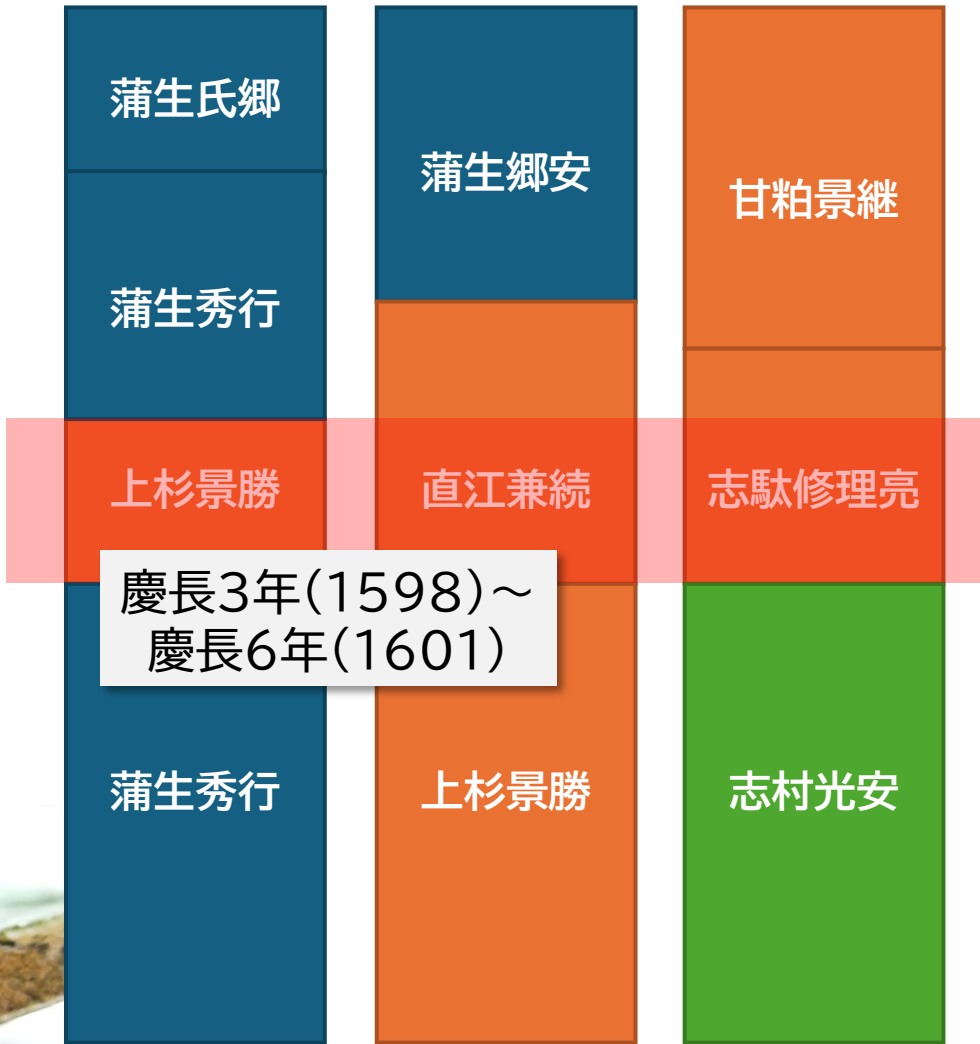 蒲生氏郷
蒲生秀行
上杉景勝
慶長3年(1598)～
慶長6年(1601)
蒲生秀行
蒲生郷安
直江兼続
上杉景勝
甘粕景継
志駄修理亮
志村光安